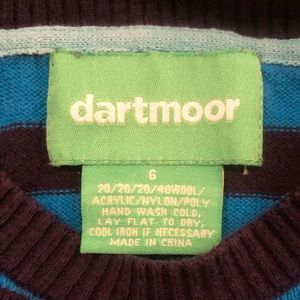 dartmoor
6
20/20/20/40WOOL/
ACRYLIC/NYLON/POLY
HAND WASH COLD,
LAY FLAT TO DRY,
COOL IRON IF NECESSARY
MADE IN CHINA